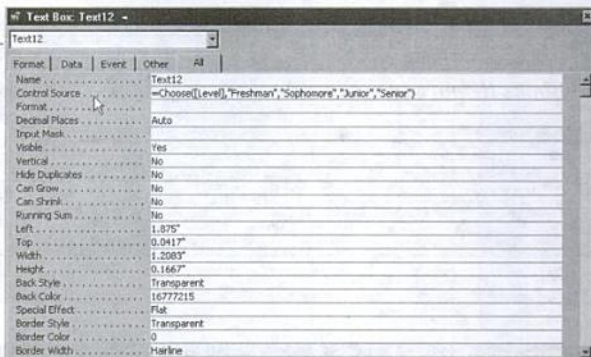 Text Box: Text12
Text12
Format Data Event Other All
Name . . . . . . . . . . . . . . . . Text12
Control Source . . . . . . . . =Choose([Level],"Freshman","Sophomore","Junior","Senior")
Format . . . . . . . . . . . . . . .
Decimal Places . . . . . . . . Auto
Input Mask . . . . . . . . . . .
Visible . . . . . . . . . . . . . . . Yes
Vertical . . . . . . . . . . . . . . No
Hide Duplicates . . . . . . . . No
Can Grow . . . . . . . . . . . . No
Can Shrink . . . . . . . . . . . . No
Running Sum . . . . . . . . . . No
Left . . . . . . . . . . . . . . . . . 1.875"
Top . . . . . . . . . . . . . . . . . 0.0417"
Width . . . . . . . . . . . . . . . 1.2083"
Height . . . . . . . . . . . . . . . 0.1667"
Back Style . . . . . . . . . . . . Transparent
Back Color . . . . . . . . . . . . 16777215
Special Effect . . . . . . . . . . Flat
Border Style . . . . . . . . . . . Transparent
Border Color . . . . . . . . . . . 0
Border Width . . . . . . . . . . Hairline